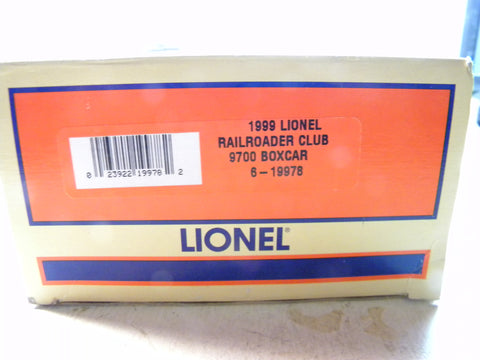 1999 LIONEL
RAILROADER CLUB
9700 BOXCAR
6-19978
0 23922 19978 2
LIONEL®